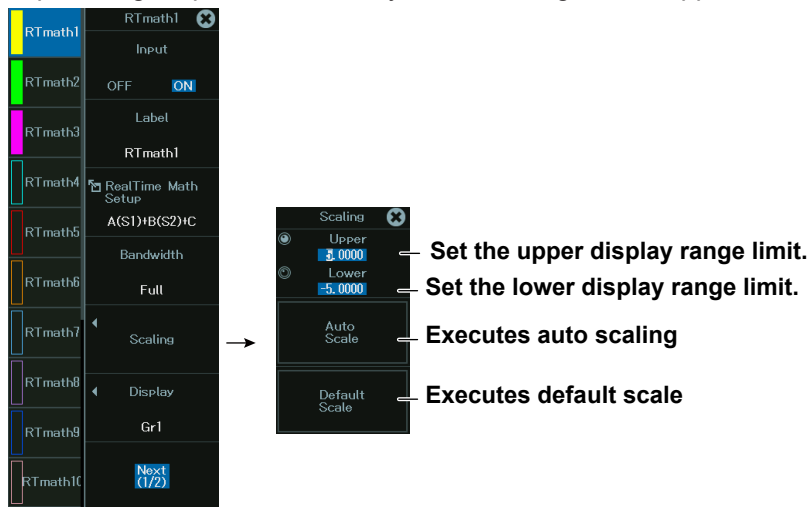 RTmath1
RTmath2
RTmath3
RTmath4
RTmath5
RTmath6
RTmath7
RTmath8
RTmath9
RTmath10
RTmath1
Input
OFF ON
Label
RTmath1
RealTime Math
Setup
A(S1)+B(S2)+C
Bandwidth
Full
Scaling
Display
Gr1
Next
(1/2)
Scaling
Upper
5.0000
Lower
-5.0000
Auto
Scale
Default
Scale
Set the upper display range limit.
Set the lower display range limit.
Executes auto scaling
Executes default scale